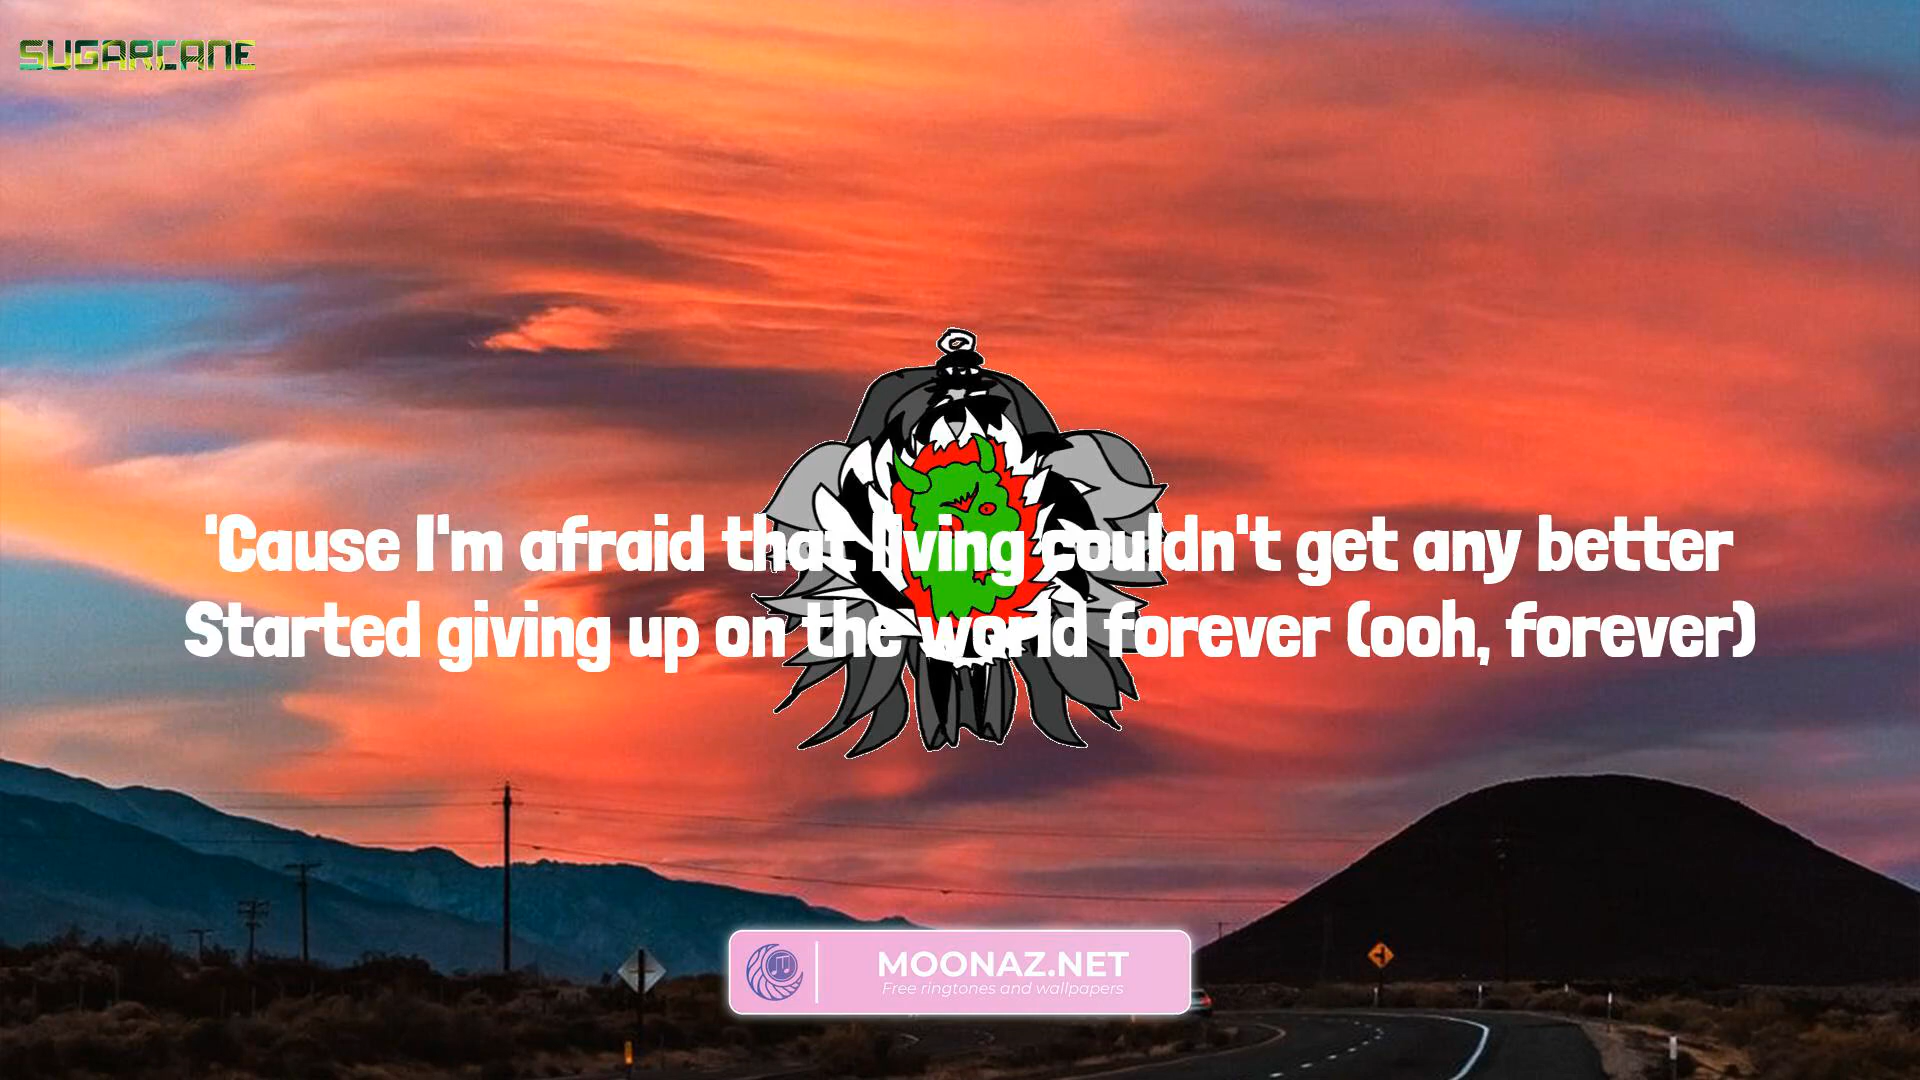 SUGARCANE
'Cause I'm afraid that living couldn't get any better
Started giving up on the world forever (ooh, forever)
MOONAZ.NET
Free ringtones and wallpapers